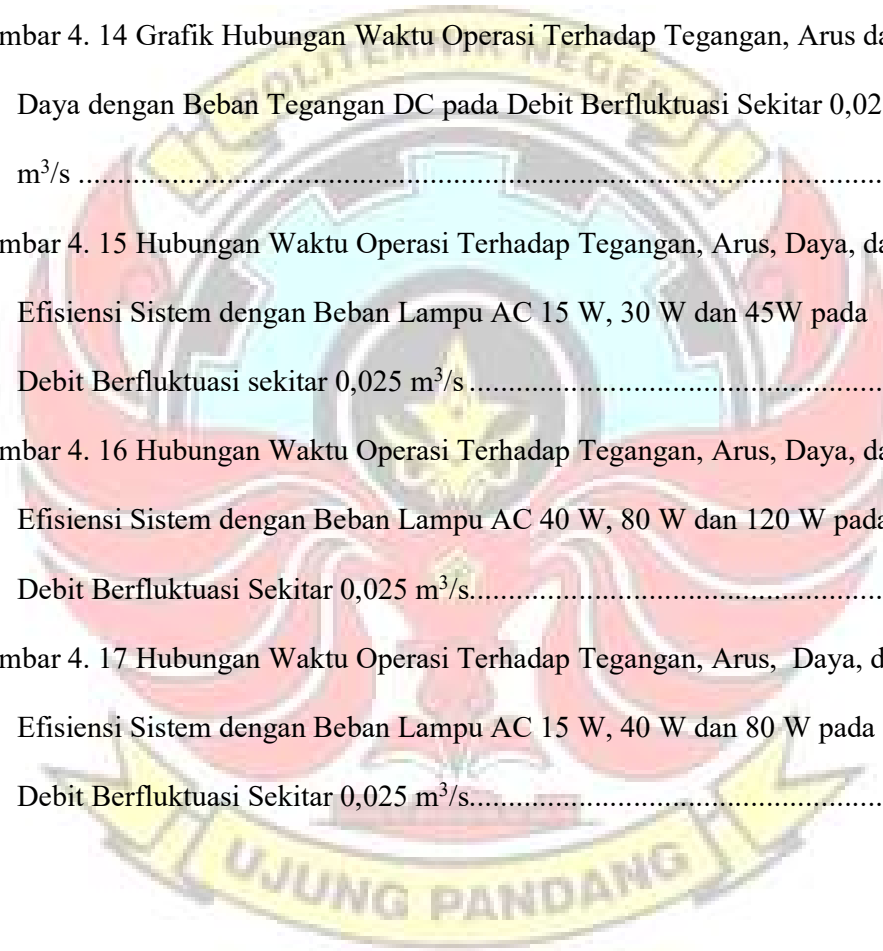 mbar 4. 14 Grafik Hubungan Waktu Operasi Terhadap Tegangan, Arus da
Daya dengan Beban Tegangan DC pada Debit Berfluktuasi Sekitar 0,02
m³/s ....................................................................................................
mbar 4. 15 Hubungan Waktu Operasi Terhadap Tegangan, Arus, Daya, da
Efisiensi Sistem dengan Beban Lampu AC 15 W, 30 W dan 45W pada
Debit Berfluktuasi sekitar 0,025 m³/s ....................................................
mbar 4. 16 Hubungan Waktu Operasi Terhadap Tegangan, Arus, Daya, da
Efisiensi Sistem dengan Beban Lampu AC 40 W, 80 W dan 120 W pada
Debit Berfluktuasi Sekitar 0,025 m³/s....................................................
mbar 4. 17 Hubungan Waktu Operasi Terhadap Tegangan, Arus,  Daya, d
Efisiensi Sistem dengan Beban Lampu AC 15 W, 40 W dan 80 W pada
Debit Berfluktuasi Sekitar 0,025 m³/s....................................................
UJUNG PANDANG